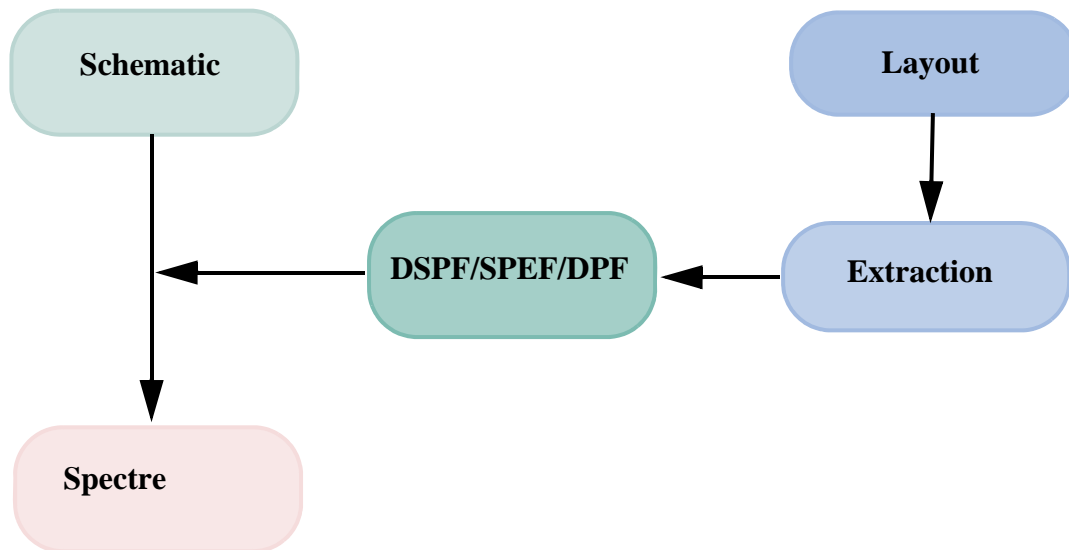 Schematic
Layout
DSPF/SPEF/DPF
Extraction
Spectre